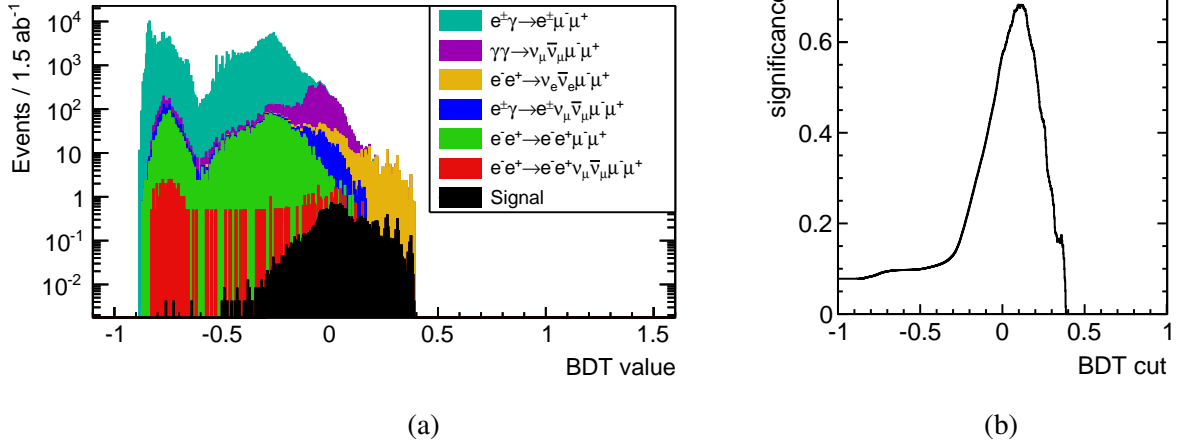 Events / 1.5 ab⁻¹
10⁴
10³
10²
10
1
10⁻¹
10⁻²
-1 -0.5 0 0.5 1 1.5
BDT value
e±γ→e±μ⁻μ⁺
γγ→ν_μν̅_μμ⁻μ⁺
e⁻e⁺→ν_eν̅_eμ⁻μ⁺
e±γ→e±ν_μν̅_μμ⁻μ⁺
e⁻e⁺→e⁻e⁺μ⁻μ⁺
e⁻e⁺→e⁻e⁺ν_μν̅_μμ⁻μ⁺
Signal
(a)
significance
0.6
0.4
0.2
0
-1 -0.5 0 0.5 1
BDT cut
(b)